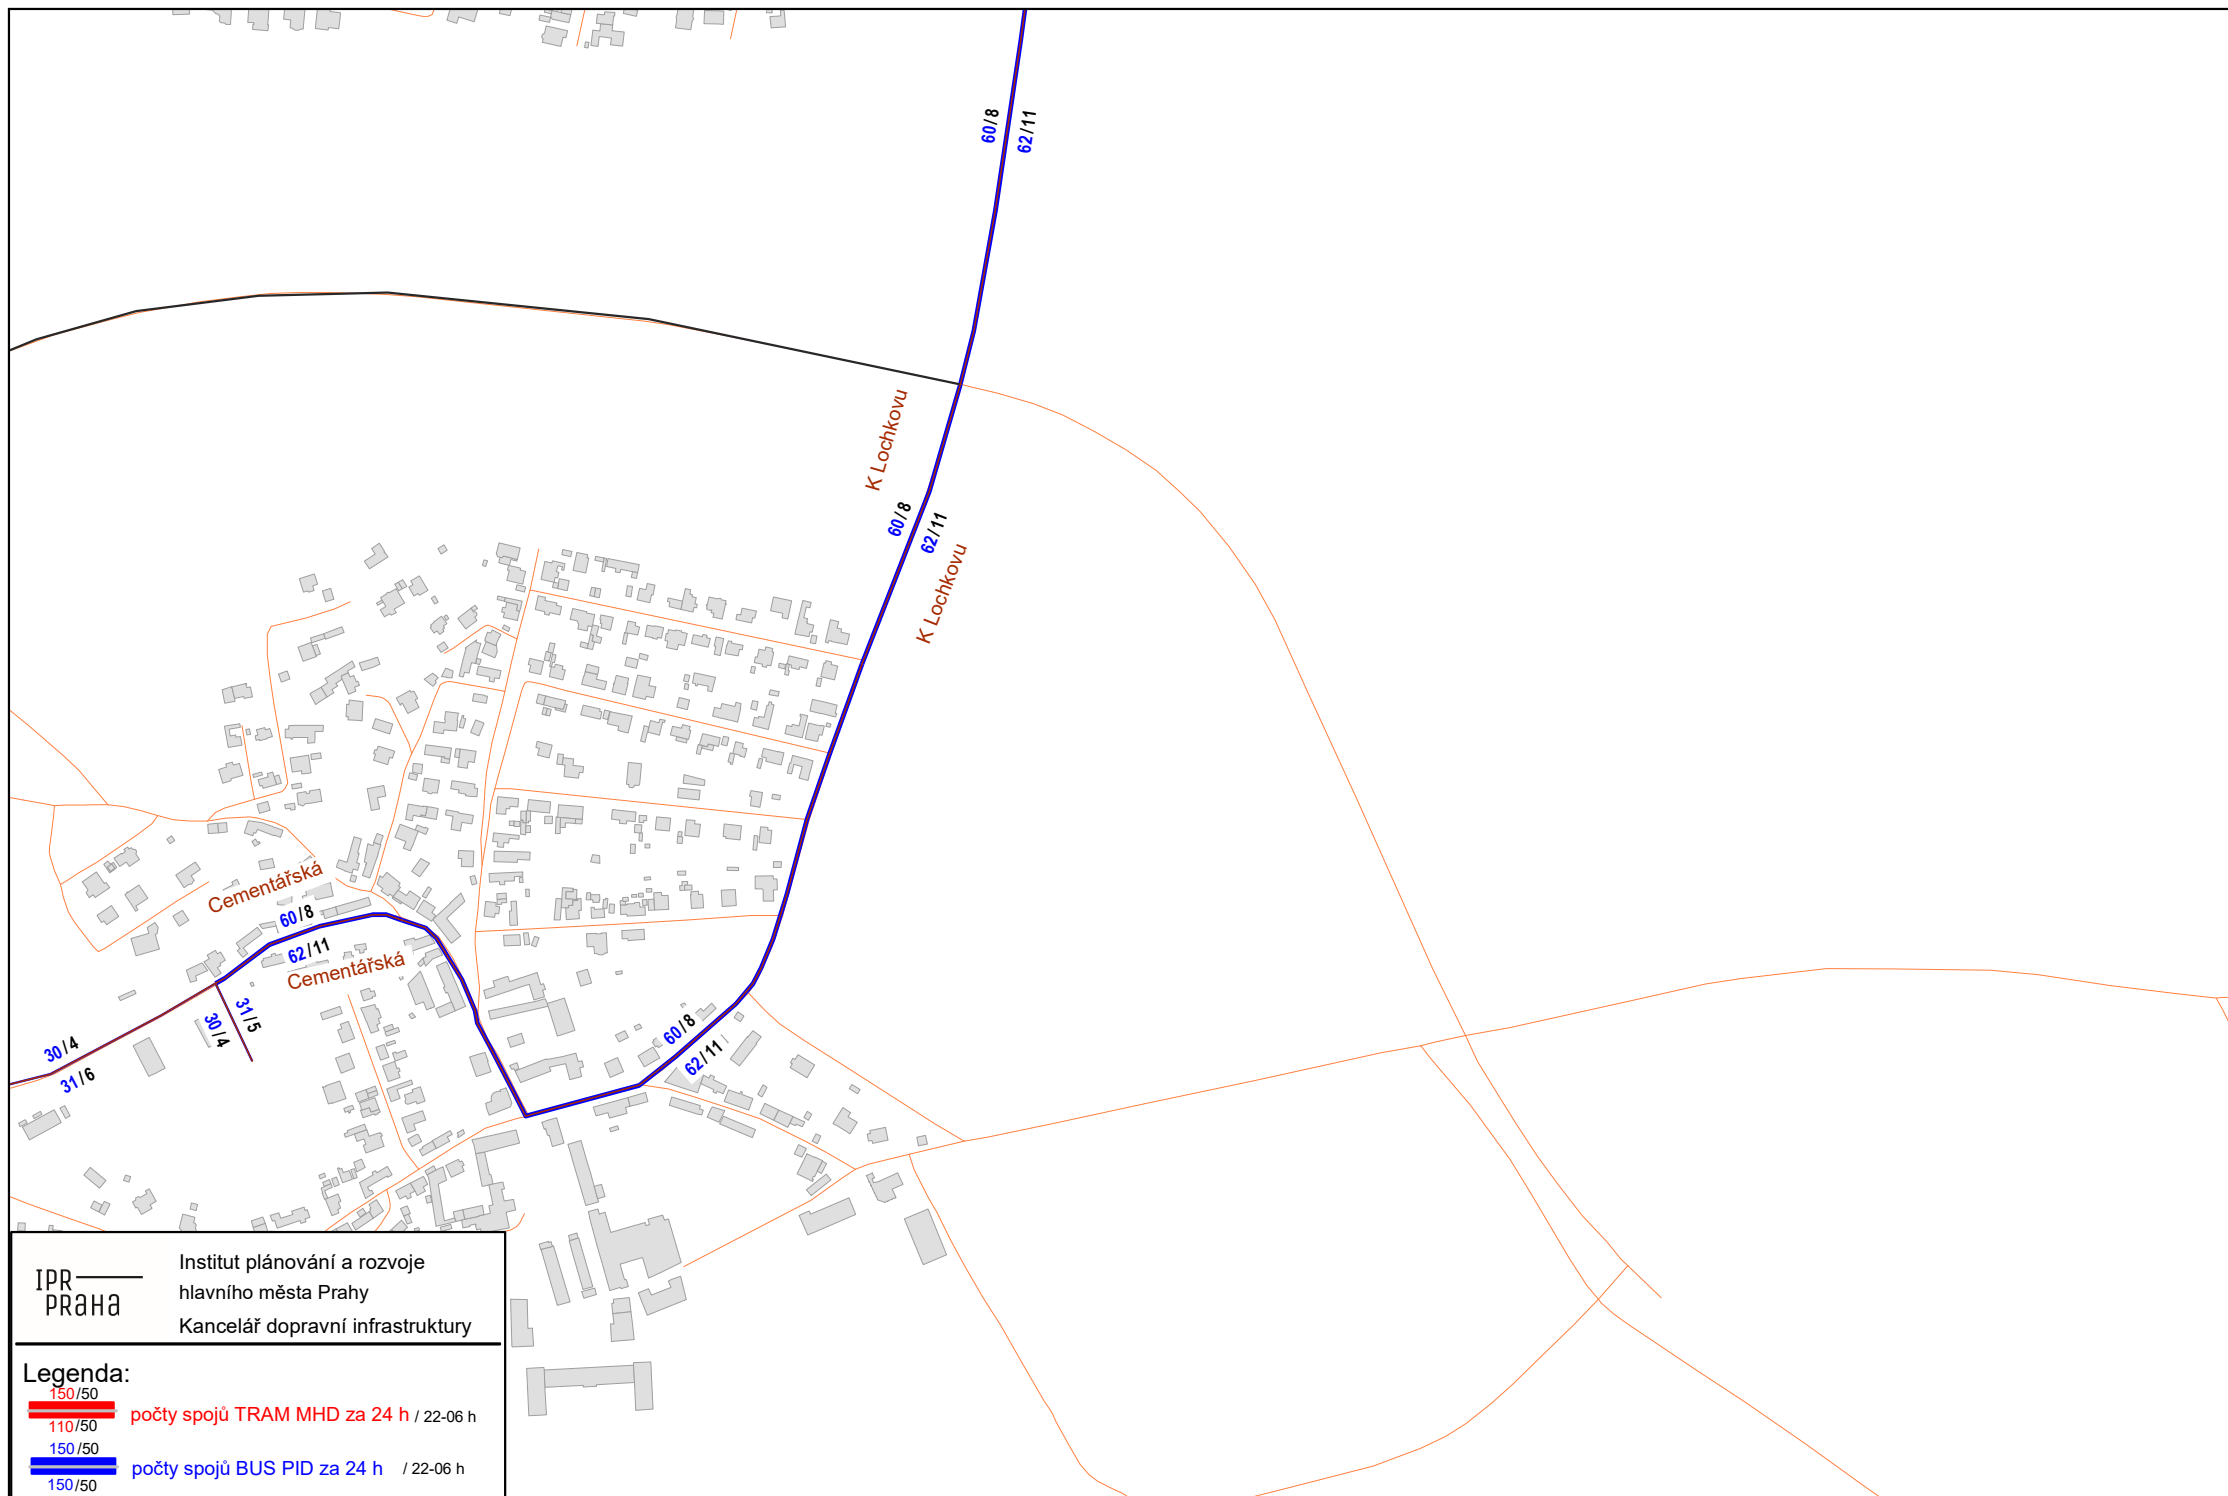 60/8
62/11
K Lochkovu
60/8
62/11
K Lochkovu
Cementářská
60/8
62/11
Cementářská
31/5
30/4
30/4
31/6
60/8
62/11
IPR
PRAHA
Institut plánování a rozvoje
hlavního města Prahy
Kancelář dopravní infrastruktury
Legenda:
150/50
počty spojů TRAM MHD za 24 h / 22-06 h
110/50
150/50
počty spojů BUS PID za 24 h / 22-06 h
150/50